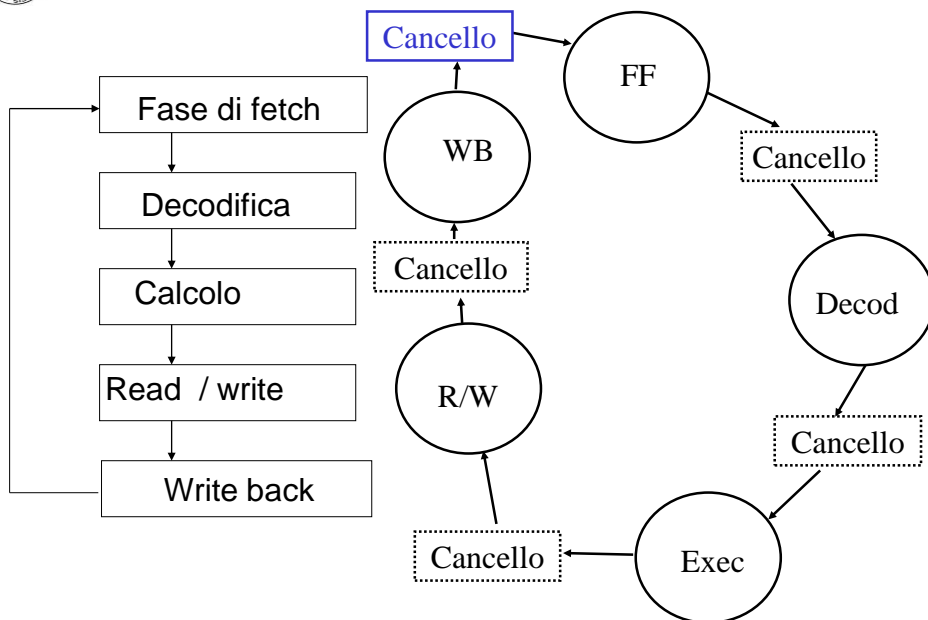 Fase di fetch
Decodifica
Calcolo
Read / write
Write back
Cancello
FF
Cancello
Decod
Cancello
Exec
Cancello
R/W
Cancello
WB